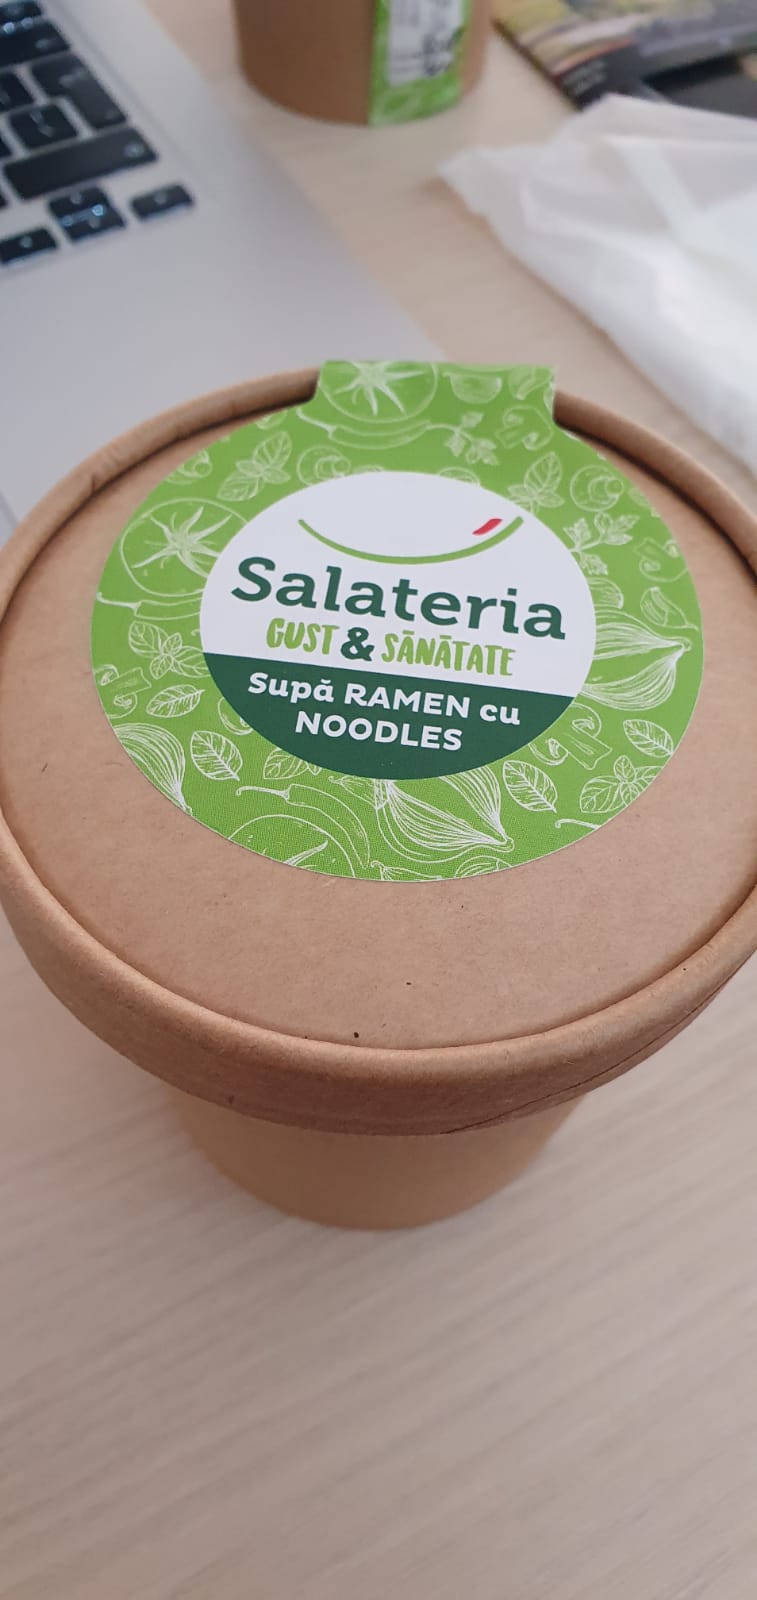 Salateria
GUST & SĂNĂTATE
Supă RAMEN cu
NOODLES